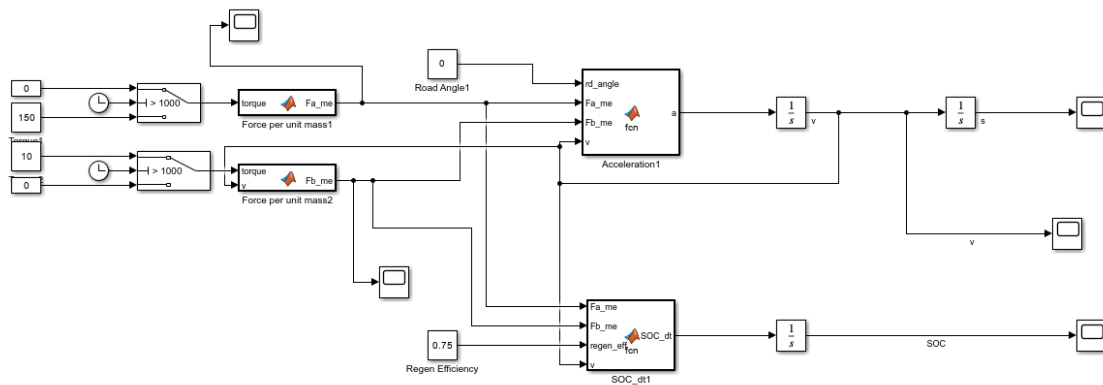 0
150
> 1000
torque
Fa_me
Force per unit mass1
10
0
> 1000
torque
v
Fb_me
Force per unit mass2
0
Road Angle1
rd_angle
Fa_me
Fb_me
v
fcn
a
Acceleration1
1
s
v
1
s
s
v
0.75
Regen Efficiency
Fa_me
Fb_me
regen_eff
v
fcn
SOC_dt
SOC_dt1
1
s
SOC